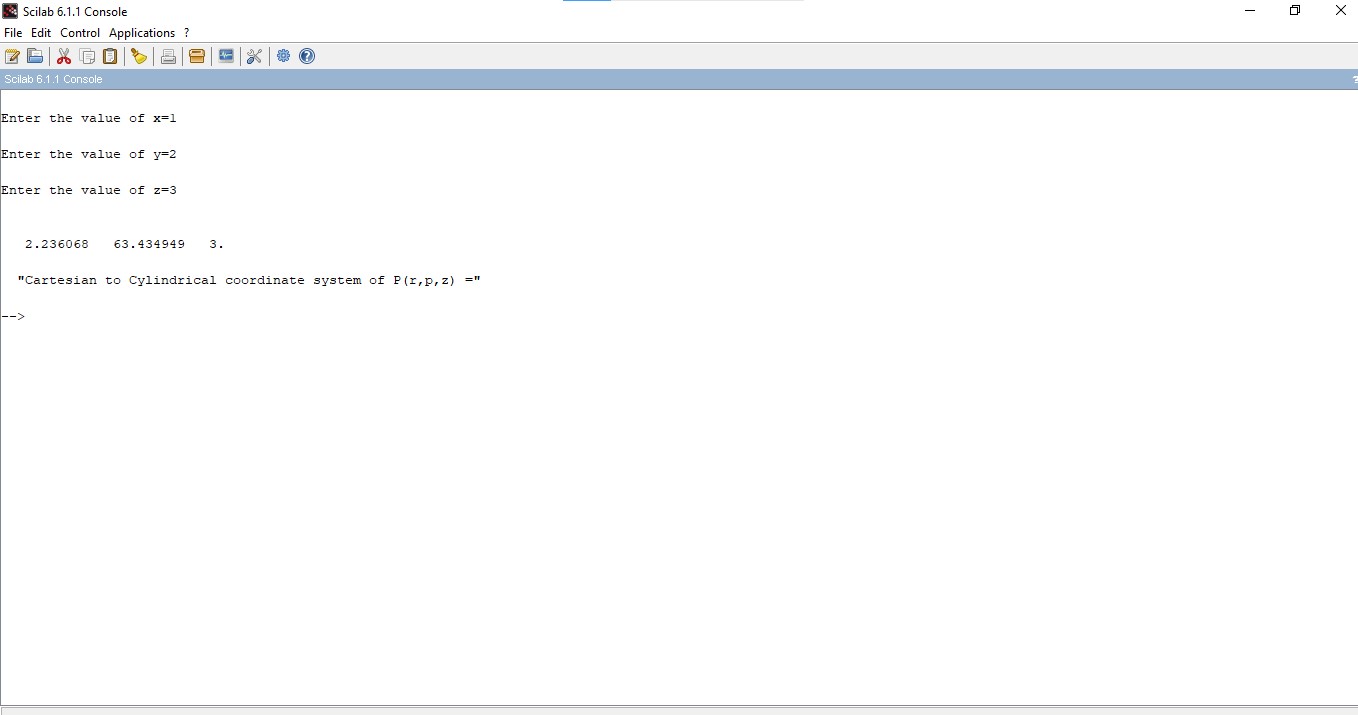 Scilab 6.1.1 Console
File Edit Control Applications ?
Scilab 6.1.1 Console ?
Enter the value of x=1
Enter the value of y=2
Enter the value of z=3
2.236068 63.434949 3.
"Cartesian to Cylindrical coordinate system of P(r,p,z) ="
-->